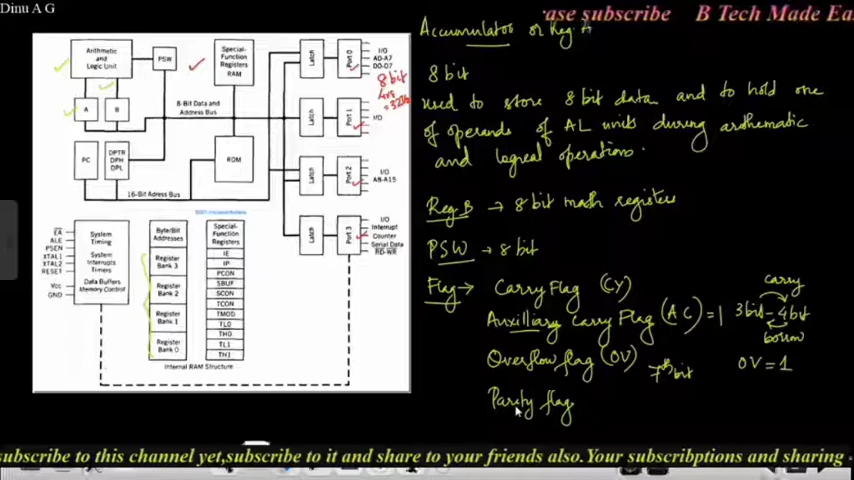 Dinu A G
ase subscribe B Tech Made Eas
Accumulator or Reg A
8 bit
used to store 8 bit data and to hold one
of operands of AL units during arethematic
and logical operations.
Reg B → 8 bit math registers
PSW → 8 bit
Flag → Carry Flag (CY)
Auxilliary Carry Flag (AC) = 1
carry
3bit - 4bit
borrow
Overflow flag (OV) 7th bit OV = 1
Parity flag
Arithmetic
and
Logic Unit
PSW
Special-
Function
Registers
RAM
Latch
Port 0
I/O
AD-A7
DO-D7
8 bit
A
B
8-Bit Data and
Address Bus
Latch
Port 1
I/O
PC
DPTR
DPH
DPL
ROM
Latch
Port 2
I/O
A8-A15
16-Bit Adress Bus
Latch
Port 3
I/O
Interrupt
Counter
Serial Data
RD-WR
EA
ALE
PSEN
XTAL1
XTAL2
RESET
Vcc
GND
System
Timing
System
Interrupts
Timers
Data Buffers
Memory Control
Byte/Bit
Addresses
Register
Bank 3
Register
Bank 2
Register
Bank 1
Register
Bank 0
Special-
Function
Registers
IE
IP
PCON
SBUF
SCON
TCON
TMOD
TL0
TH0
TL1
TH1
Internal RAM Structure
subscribe to this channel yet,subscribe to it and share to your friends also.Your subscribptions and sharing